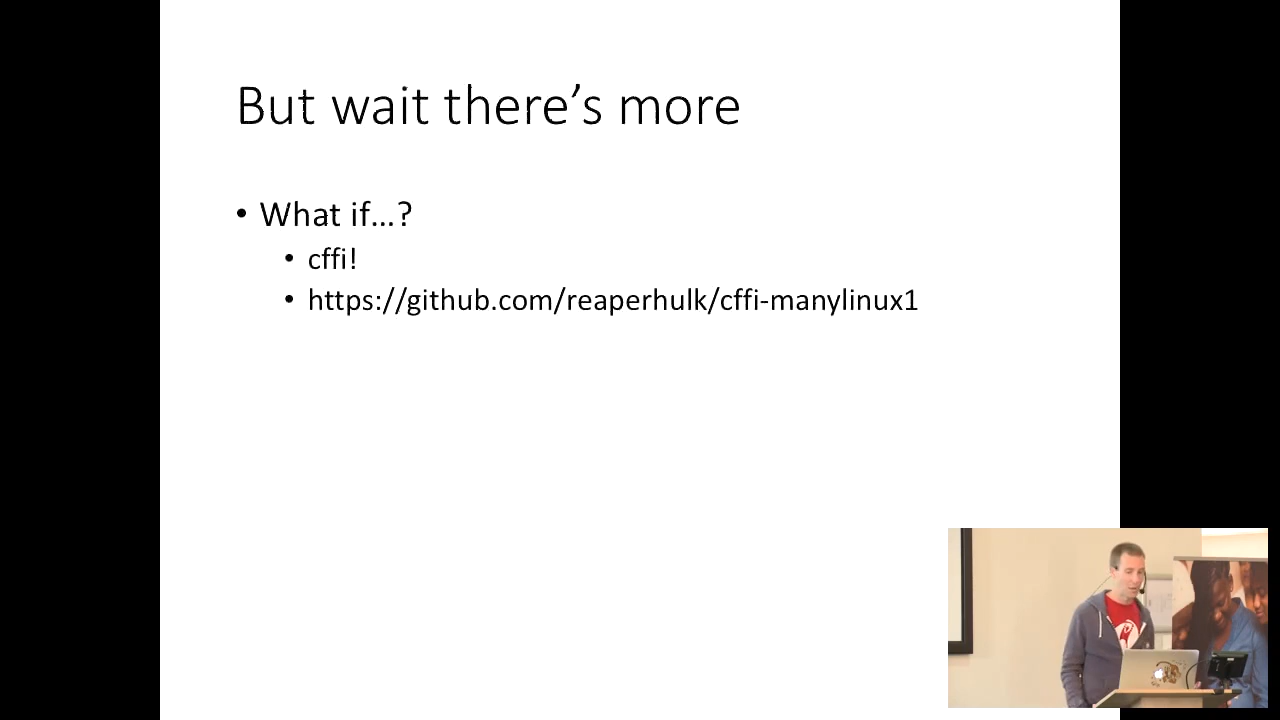 But wait there's more
• What if...?
• cffi!
• https://github.com/reaperhulk/cffi-manylinux1